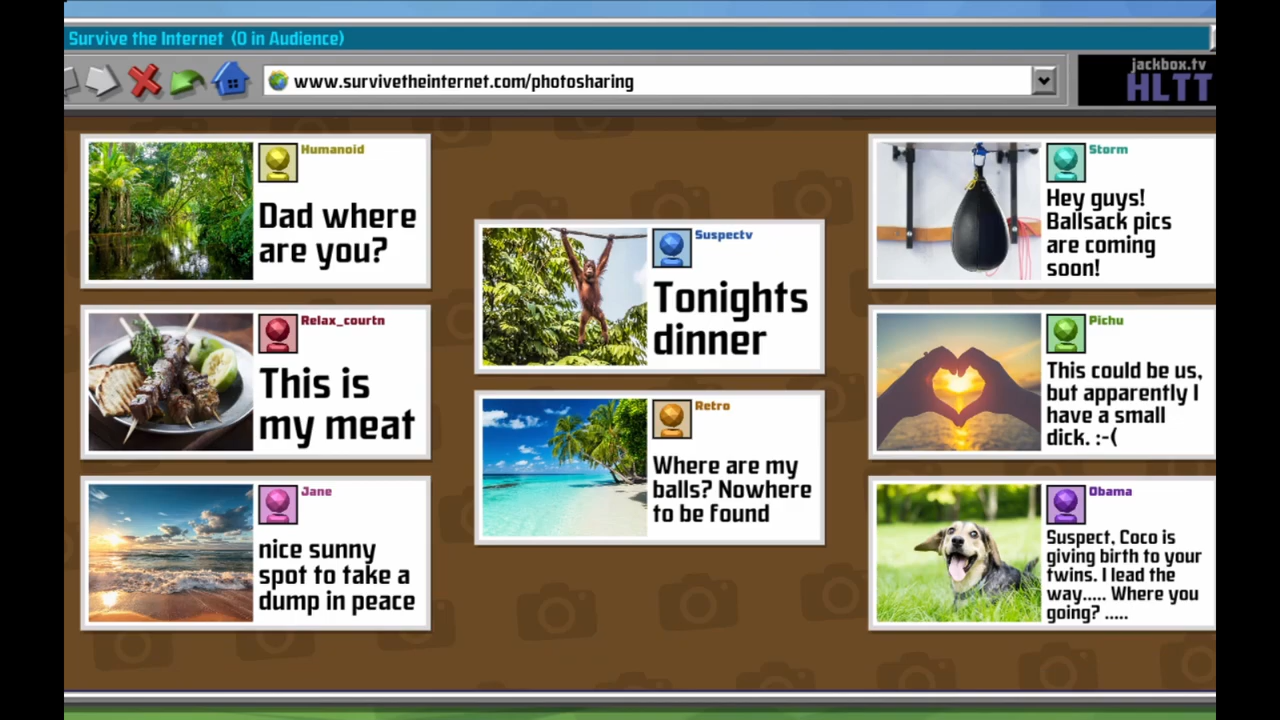 Survive the Internet (0 in Audience)
www.survivetheinternet.com/photosharing
jackbox.tv
HLTT
Humanoid
Dad where
are you?
Relax_courtn
This is
my meat
Jane
nice sunny
spot to take a
dump in peace
Suspectv
Tonights
dinner
Retro
Where are my
balls? Nowhere
to be found
Storm
Hey guys!
Ballsack pics
are coming
soon!
Pichu
This could be us,
but apparently I
have a small
dick. :-(
Obama
Suspect, Coco is
giving birth to your
twins. I lead the
way..... Where you
going? .....